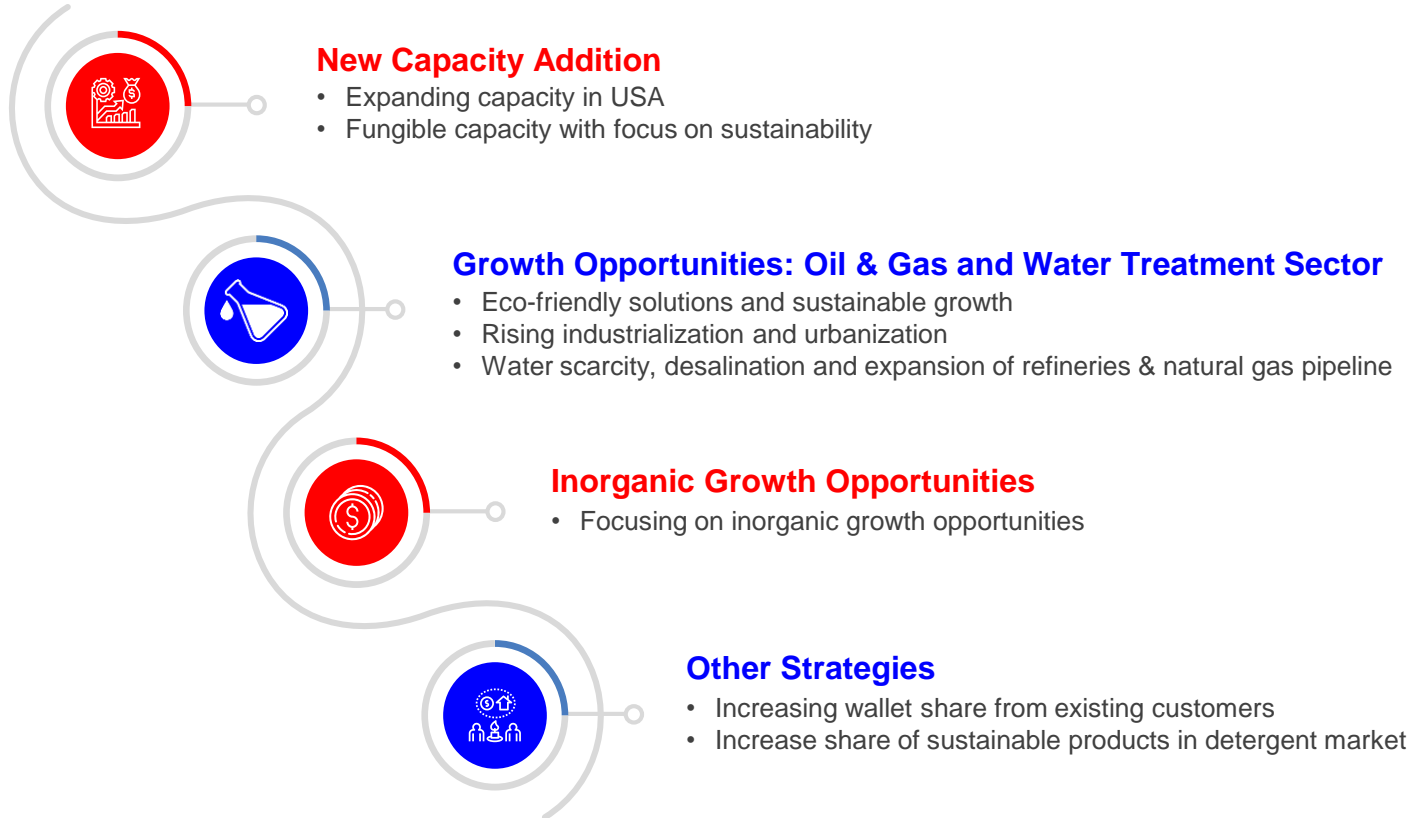 New Capacity Addition
• Expanding capacity in USA
• Fungible capacity with focus on sustainability
Growth Opportunities: Oil & Gas and Water Treatment Sector
• Eco-friendly solutions and sustainable growth
• Rising industrialization and urbanization
• Water scarcity, desalination and expansion of refineries & natural gas pipeline
Inorganic Growth Opportunities
• Focusing on inorganic growth opportunities
Other Strategies
• Increasing wallet share from existing customers
• Increase share of sustainable products in detergent market